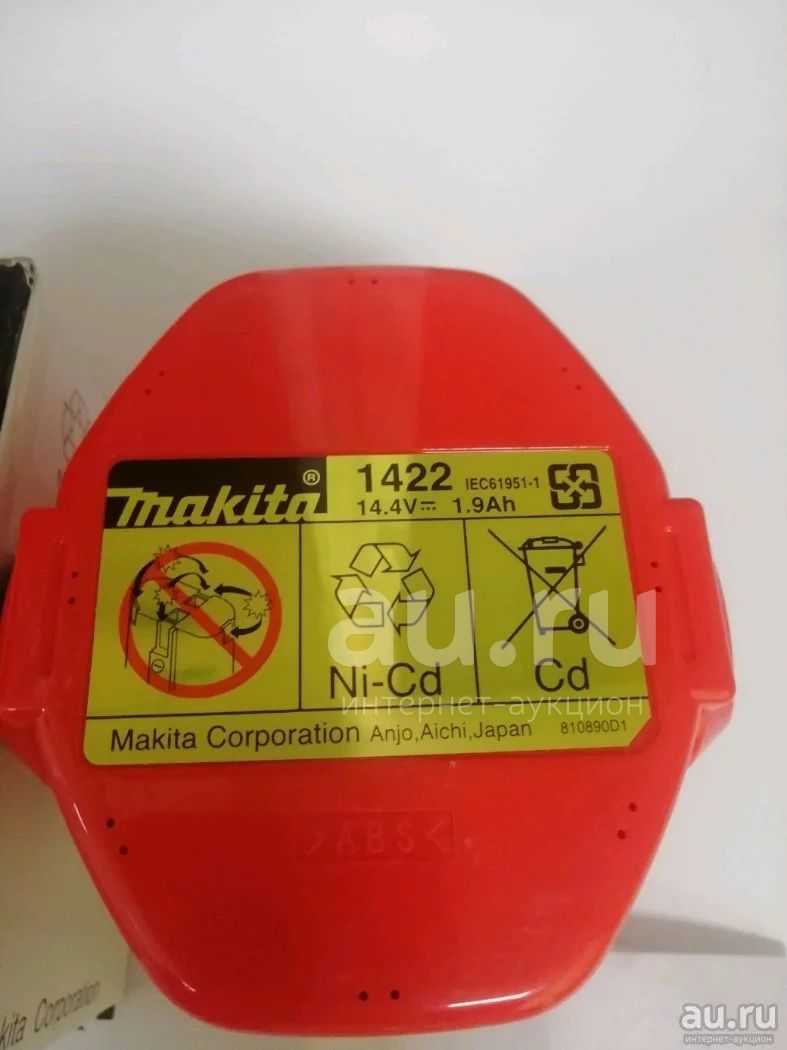 makita®
1422 IEC61951-1
14.4V 1.9Ah
Ni-Cd
Cd
Makita Corporation Anjo,Aichi,Japan 810890D1
>ABS<
kita Corporation
au.ru
интернет-аукцион
au.ru
интернет-аукцион